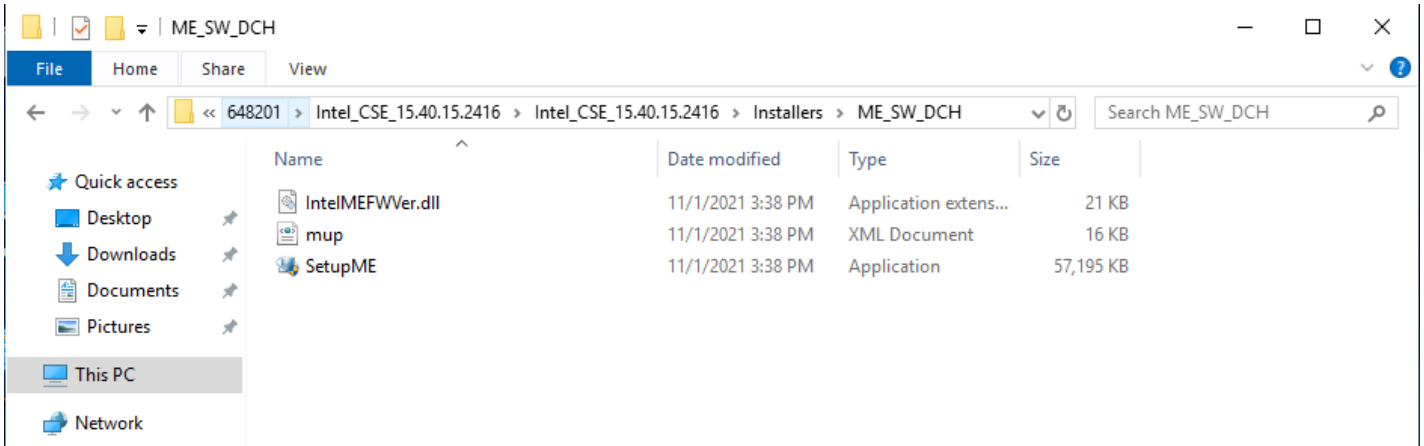 ME_SW_DCH
File Home Share View
« 648201 > Intel_CSE_15.40.15.2416 > Intel_CSE_15.40.15.2416 > Installers > ME_SW_DCH Search ME_SW_DCH
Name Date modified Type Size
Quick access
Desktop
Downloads
Documents
Pictures
This PC
Network
IntelMEFWVer.dll 11/1/2021 3:38 PM Application extens... 21 KB
mup 11/1/2021 3:38 PM XML Document 16 KB
SetupME 11/1/2021 3:38 PM Application 57,195 KB